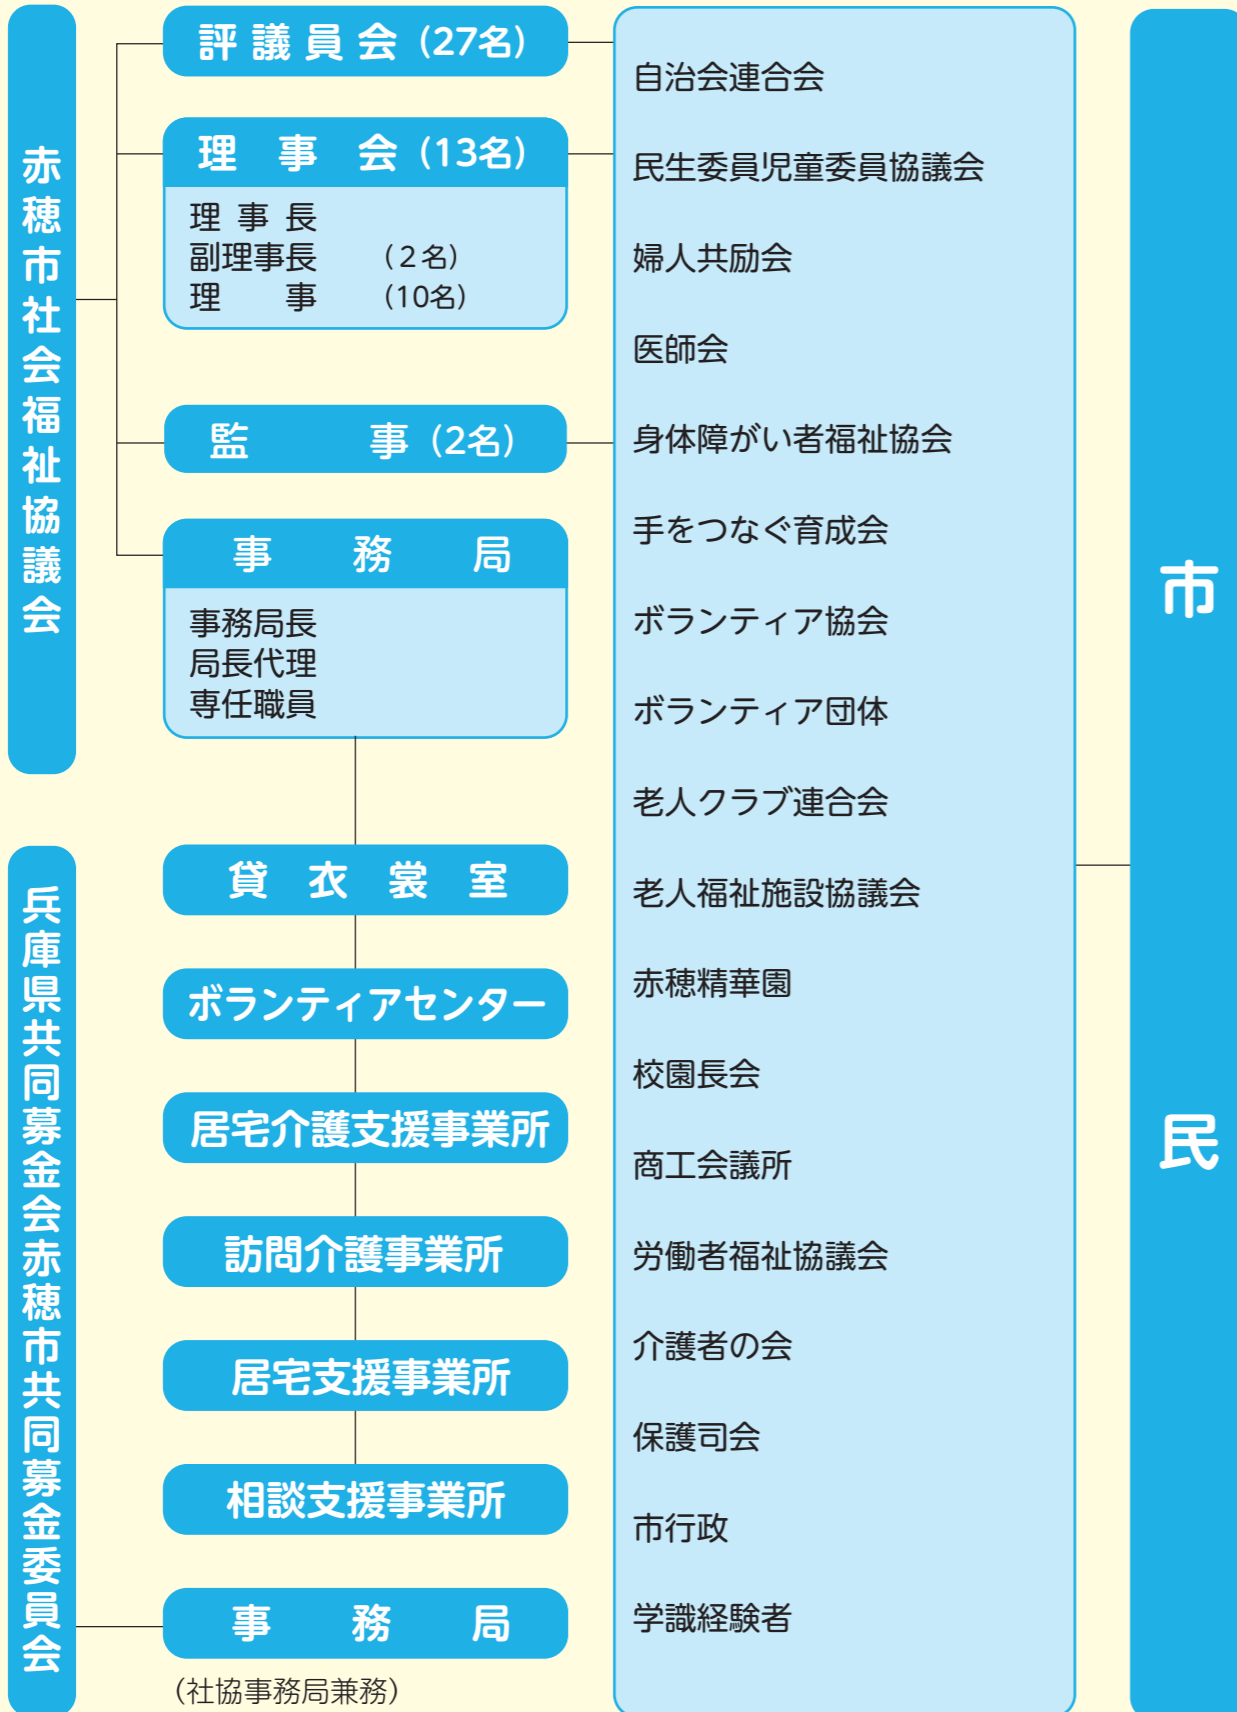 赤穂市社会福祉協議会
評議員会（27名）
理事会（13名）
理事長
副理事長（２名）
理事（10名）
監事（2名）
事務局
事務局長
局長代理
専任職員
貸衣裳室
ボランティアセンター
居宅介護支援事業所
訪問介護事業所
居宅支援事業所
相談支援事業所
兵庫県共同募金会赤穂市共同募金委員会
事務局
（社協事務局兼務）
自治会連合会
民生委員児童委員協議会
婦人共励会
医師会
身体障がい者福祉協会
手をつなぐ育成会
ボランティア協会
ボランティア団体
老人クラブ連合会
老人福祉施設協議会
赤穂精華園
校園長会
商工会議所
労働者福祉協議会
介護者の会
保護司会
市行政
学識経験者
市民